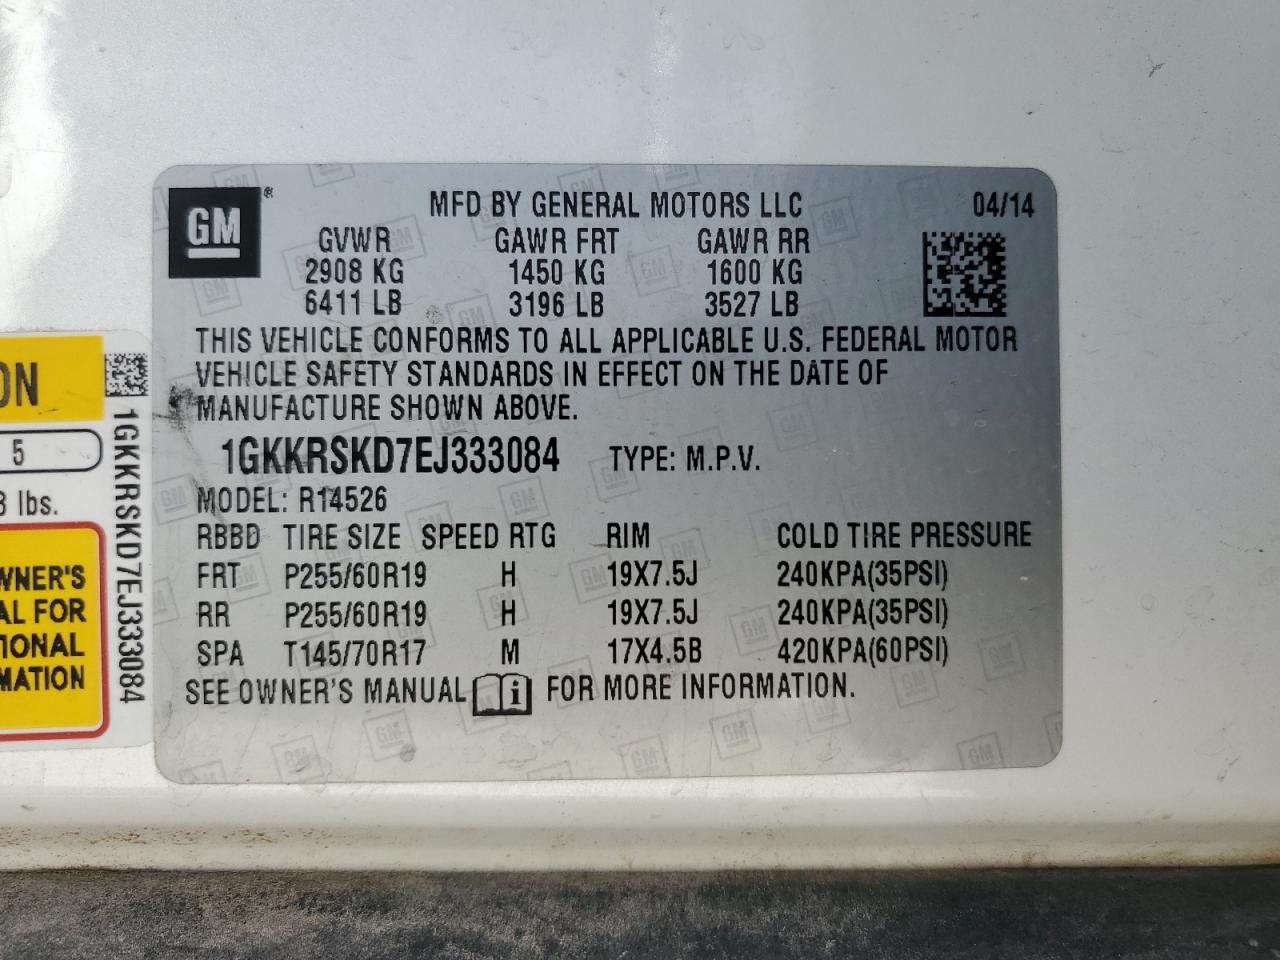 GM ®
MFD BY GENERAL MOTORS LLC 04/14
GVWR GAWR FRT GAWR RR
2908 KG 1450 KG 1600 KG
6411 LB 3196 LB 3527 LB
THIS VEHICLE CONFORMS TO ALL APPLICABLE U.S. FEDERAL MOTOR
VEHICLE SAFETY STANDARDS IN EFFECT ON THE DATE OF
MANUFACTURE SHOWN ABOVE.
1GKKRSKD7EJ333084 TYPE: M.P.V.
MODEL: R14526
RBBD TIRE SIZE SPEED RTG RIM COLD TIRE PRESSURE
FRT P255/60R19 H 19X7.5J 240KPA(35PSI)
RR P255/60R19 H 19X7.5J 240KPA(35PSI)
SPA T145/70R17 M 17X4.5B 420KPA(60PSI)
SEE OWNER'S MANUAL i FOR MORE INFORMATION.
ON
5
lbs.
WNER'S
AL FOR
TIONAL
MATION
1GKKRSKD7EJ333084